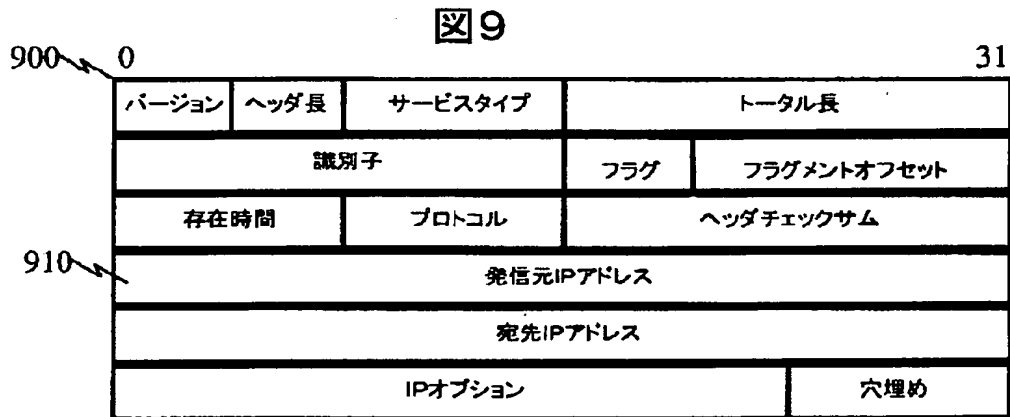 図9
900 0 31
バージョン ヘッダ長 サービスタイプ トータル長
識別子 フラグ フラグメントオフセット
存在時間 プロトコル ヘッダチェックサム
910 発信元IPアドレス
宛先IPアドレス
IPオプション 穴埋め